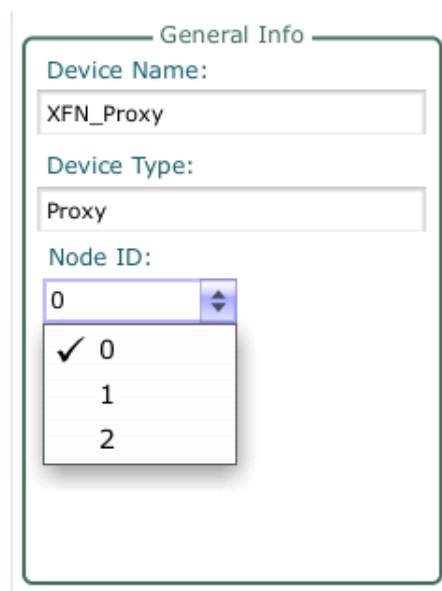 General Info
Device Name:
XFN_Proxy
Device Type:
Proxy
Node ID:
0
✓ 0
1
2